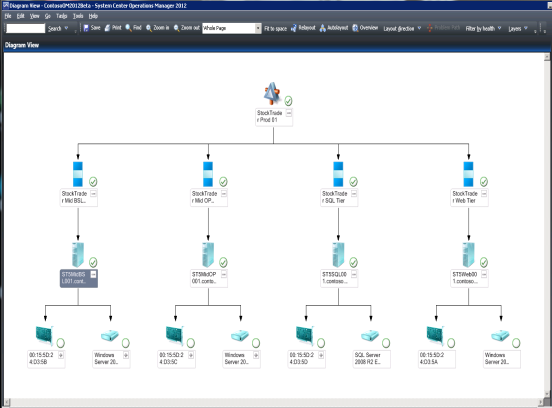 Diagram View - ContosoOM2012Beta - System Center Operations Manager 2012
File Edit View Go Tasks Tools Help
Search Save Print Find Zoom in Zoom out Whole Page Fit to space Relayout Autolayout Overview Layout direction Problem Path Filter by health Layers
Diagram View
StockTrade
r Prod 01
StockTrade
r Mid BSL...
StockTrade
r Mid OP...
StockTrade
r SQL Tier
StockTrade
r Web Tier
ST5MidBS
L001.cont...
ST5MidOP
001.conto...
ST5SQL00
1.contoso...
ST5Web00
1.contoso...
00:15:5D:2
4:D3:5B
Windows
Server 20...
00:15:5D:2
4:D3:5C
Windows
Server 20...
00:15:5D:2
4:D3:5D
SQL Server
2008 R2 E...
00:15:5D:2
4:D3:5A
Windows
Server 20...